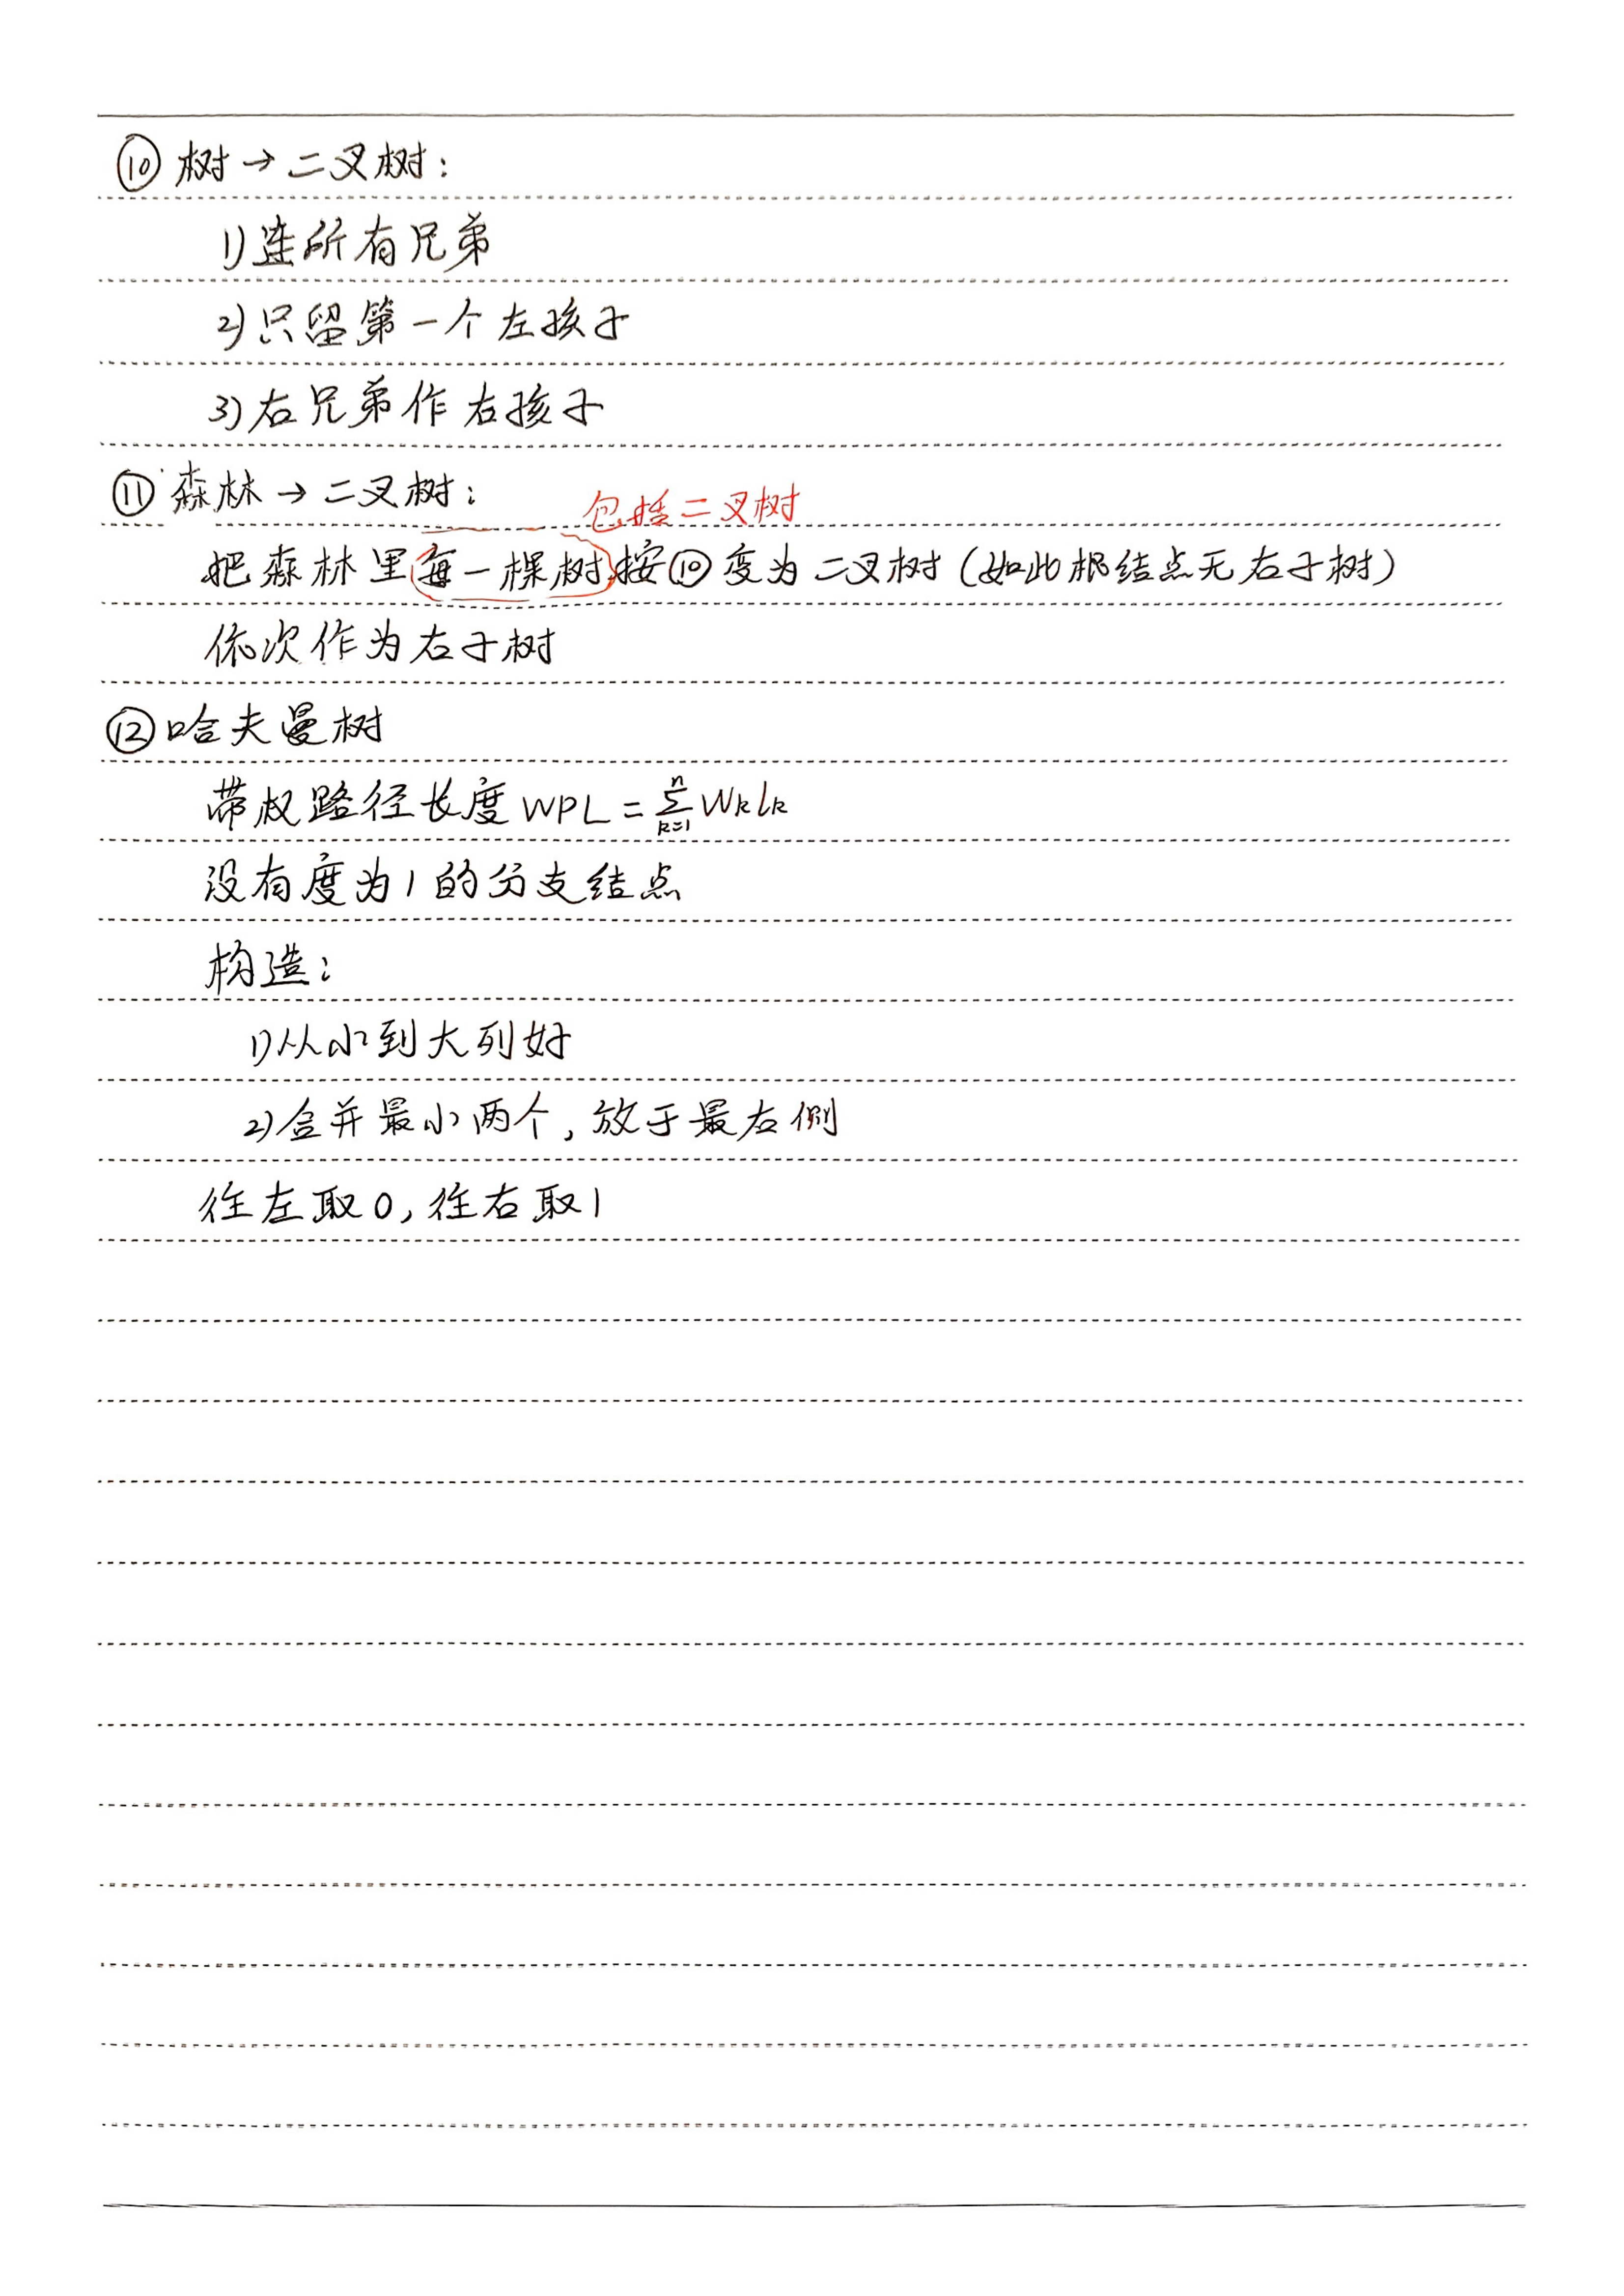 ⑩ 树→二叉树：
1)连所有兄弟
2)只留第一个左孩子
3)右兄弟作右孩子
⑪ 森林→二叉树：
包括二叉树
把森林里每一棵树按⑩变为二叉树(如此根结点无右子树)
依次作为右子树
⑫哈夫曼树
带权路径长度WPL=∑_{k=1}^{n} W_k l_k
没有度为1的分支结点
构造：
1)从小到大列好
2)合并最小两个,放于最右侧
往左取0,往右取1